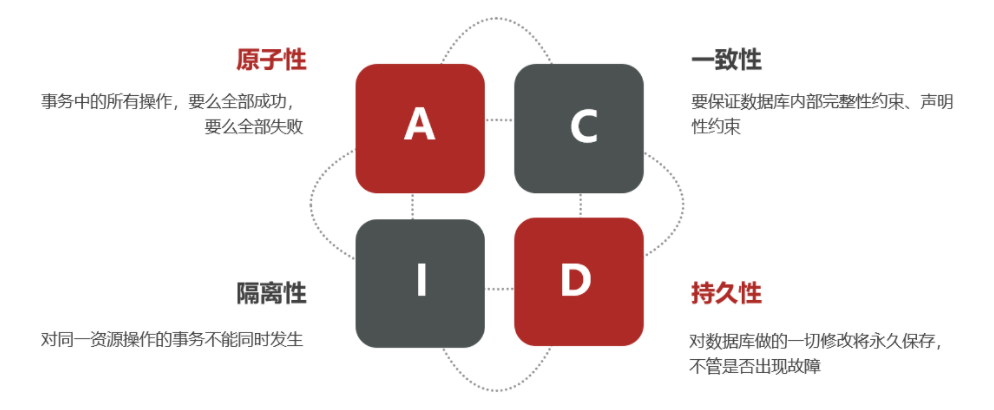 原子性
事务中的所有操作，要么全部成功，
要么全部失败
A
C
一致性
要保证数据库内部完整性约束、声明
性约束
隔离性
对同一资源操作的事务不能同时发生
I
D
持久性
对数据库做的一切修改将永久保存，
不管是否出现故障